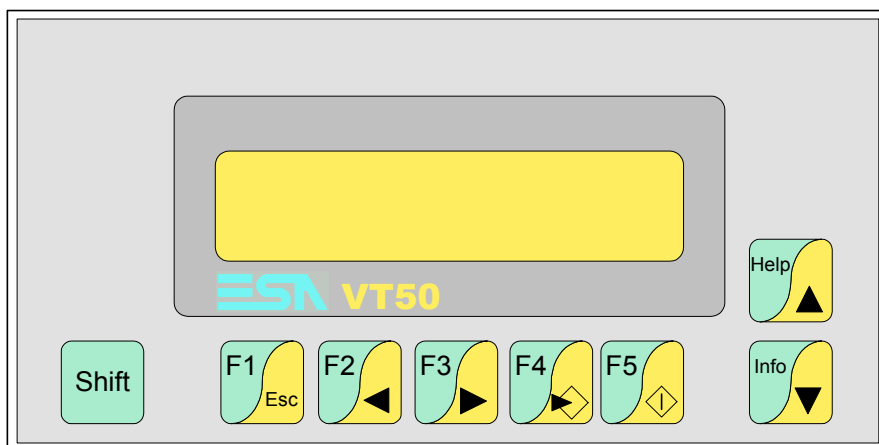 ESA VT50
Help
Shift
F1 Esc
F2
F3
F4
F5
Info